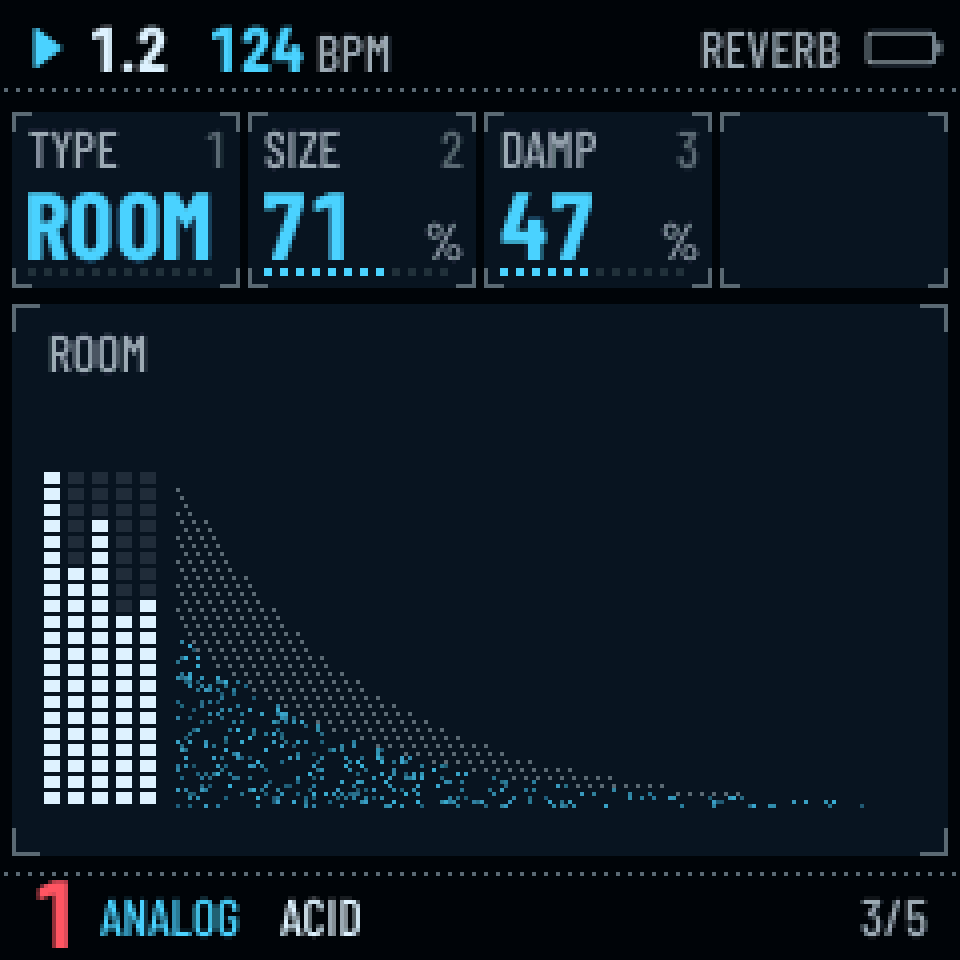 1.2 124 BPM REVERB
TYPE 1 SIZE 2 DAMP 3
ROOM 71 % 47 %
ROOM
1 ANALOG ACID 3/5